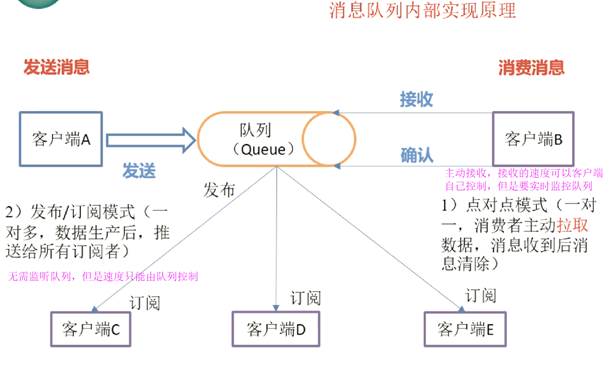 消息队列内部实现原理
发送消息
消费消息
客户端A
发送
队列
（Queue）
接收
确认
客户端B
主动接收，接收的速度可以客户端
自己控制，但是要实时监控队列
发布
2）发布/订阅模式（一
对多，数据生产后，推
送给所有订阅者）
1）点对点模式（一对
一，消费者主动拉取
数据，消息收到后消
息清除）
无需监听队列，但是速度只能由队列控制
订阅
订阅
订阅
客户端C
客户端D
客户端E